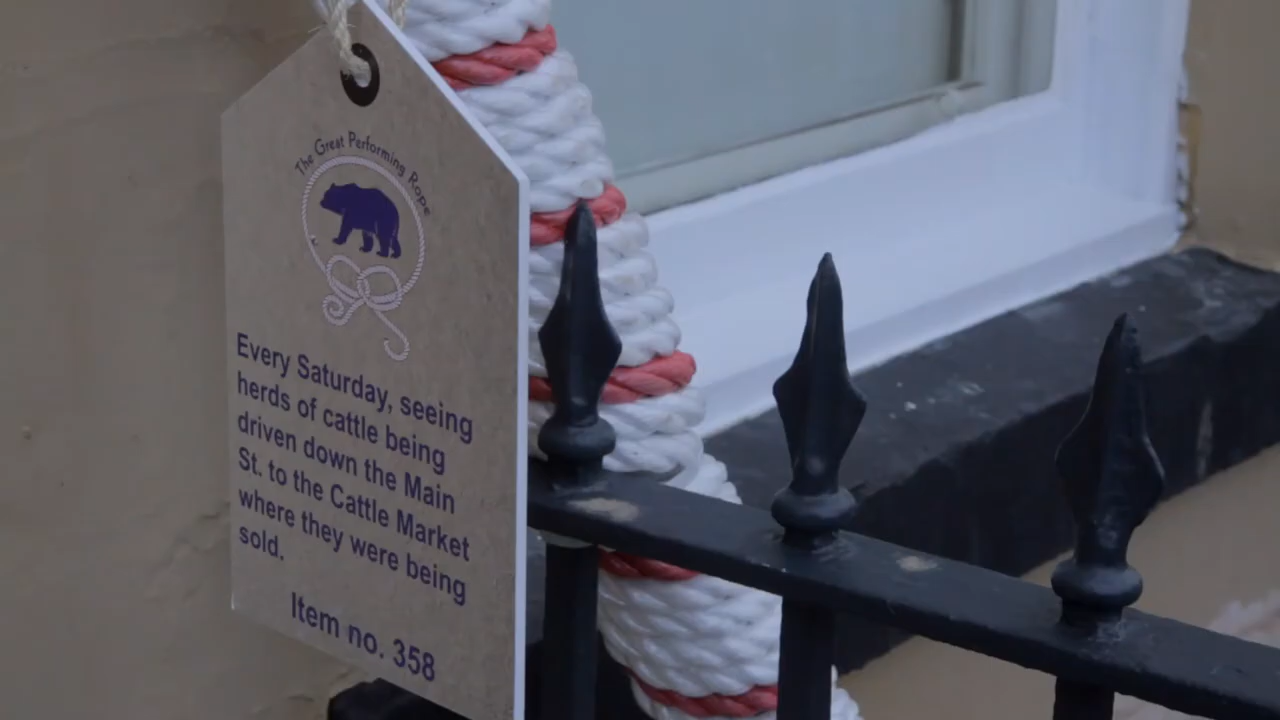 The Great Performing Rope
Every Saturday, seeing
herds of cattle being
driven down the Main
St. to the Cattle Market
where they were being
sold.
Item no. 358